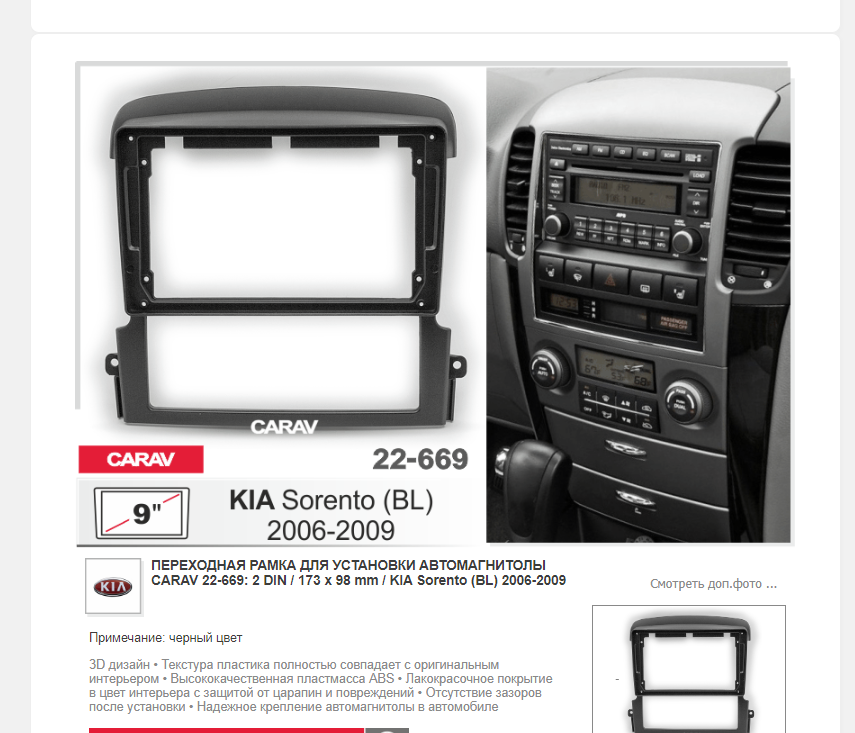 CARAV
CARAV
22-669
9"
KIA Sorento (BL)
2006-2009
KIA
ПЕРЕХОДНАЯ РАМКА ДЛЯ УСТАНОВКИ АВТОМАГНИТОЛЫ
CARAV 22-669: 2 DIN / 173 x 98 mm / KIA Sorento (BL) 2006-2009
Смотреть доп.фото ...
Примечание: черный цвет
3D дизайн • Текстура пластика полностью совпадает с оригинальным
интерьером • Высококачественная пластмасса ABS • Лакокрасочное покрытие
в цвет интерьера с защитой от царапин и повреждений • Отсутствие зазоров
после установки • Надежное крепление автомагнитолы в автомобиле